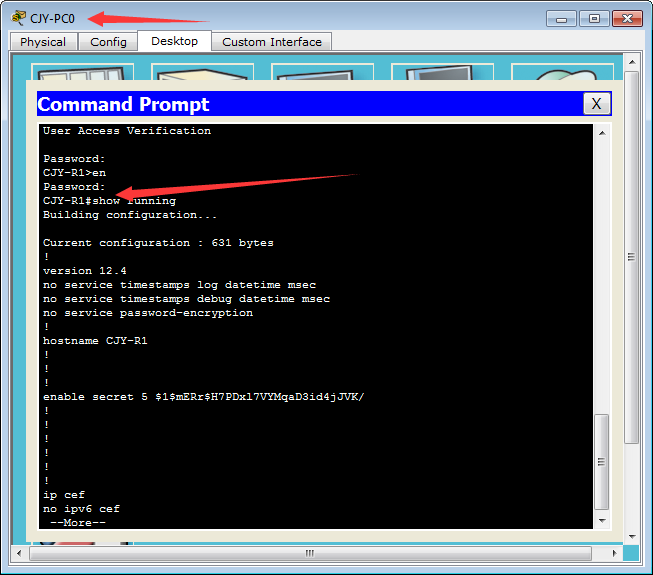 CJY-PC0
Physical Config Desktop Custom Interface
Command Prompt X
User Access Verification
Password:
CJY-R1>en
Password:
CJY-R1#show running
Building configuration...
Current configuration : 631 bytes
!
version 12.4
no service timestamps log datetime msec
no service timestamps debug datetime msec
no service password-encryption
!
hostname CJY-R1
!
!
!
enable secret 5 $1$mERr$H7PDxl7VYMqaD3id4jJVK/
!
!
!
!
!
!
ip cef
no ipv6 cef
--More--